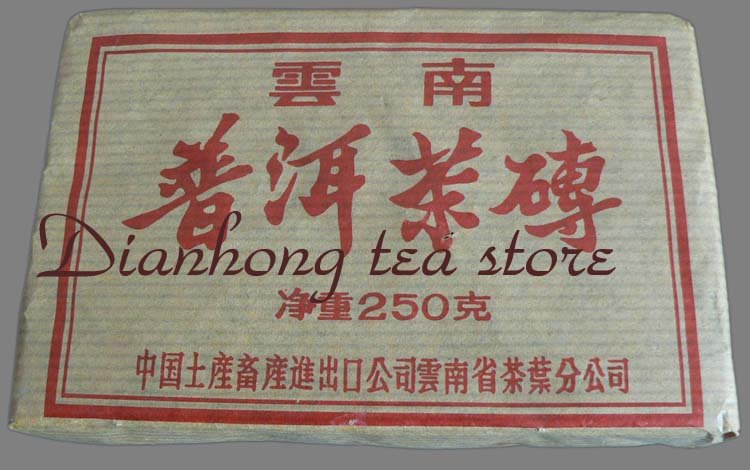 雲南
普洱茶磚
Dianhong tea store
净重250克
中国土産畜産進出口公司雲南省茶葉分公司